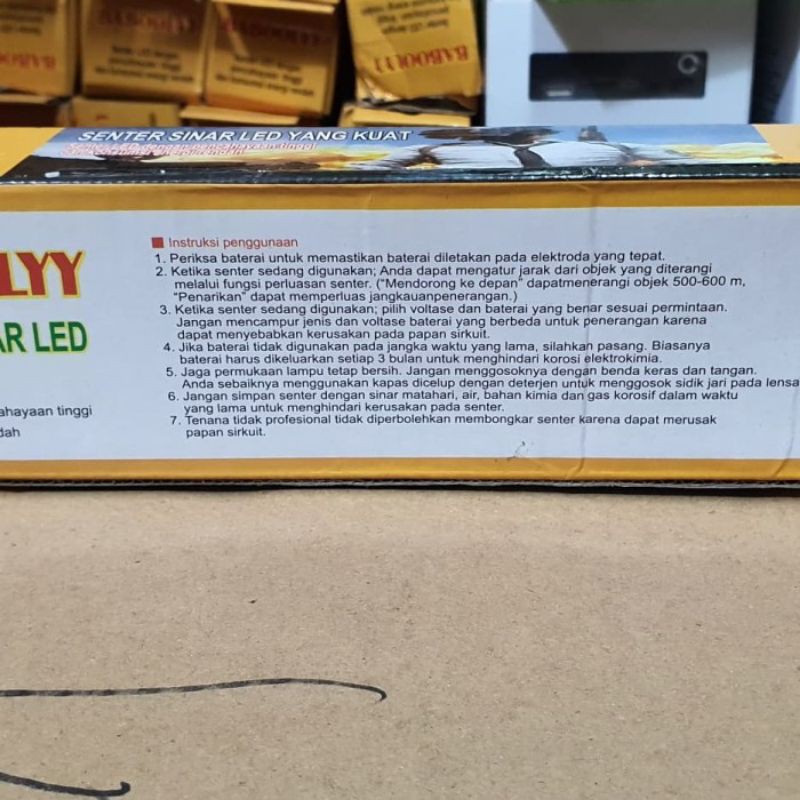 BABOOLYY
SENTER SINAR LED YANG KUAT
LYY
AR LED
ahayaan tinggi
dah
Instruksi penggunaan
1. Periksa baterai untuk memastikan baterai diletakan pada elektroda yang tepat.
2. Ketika senter sedang digunakan; Anda dapat mengatur jarak dari objek yang diterangi
melalui fungsi perluasan senter. ("Mendorong ke depan" dapatmenerangi objek 500-600 m,
"Penarikan" dapat memperluas jangkauanpenerangan.)
3. Ketika senter sedang digunakan; pilih voltase dan baterai yang benar sesuai permintaan.
Jangan mencampur jenis dan voltase baterai yang berbeda untuk penerangan karena
dapat menyebabkan kerusakan pada papan sirkuit.
4. Jika baterai tidak digunakan pada jangka waktu yang lama, silahkan pasang. Biasanya
baterai harus dikeluarkan setiap 3 bulan untuk menghindari korosi elektrokimia.
5. Jaga permukaan lampu tetap bersih. Jangan menggosoknya dengan benda keras dan tangan.
Anda sebaiknya menggunakan kapas dicelup dengan deterjen untuk menggosok sidik jari pada lensa
6. Jangan simpan senter dengan sinar matahari, air, bahan kimia dan gas korosif dalam waktu
yang lama untuk menghindari kerusakan pada senter.
7. Tenana tidak profesional tidak diperbolehkan membongkar senter karena dapat merusak
papan sirkuit.